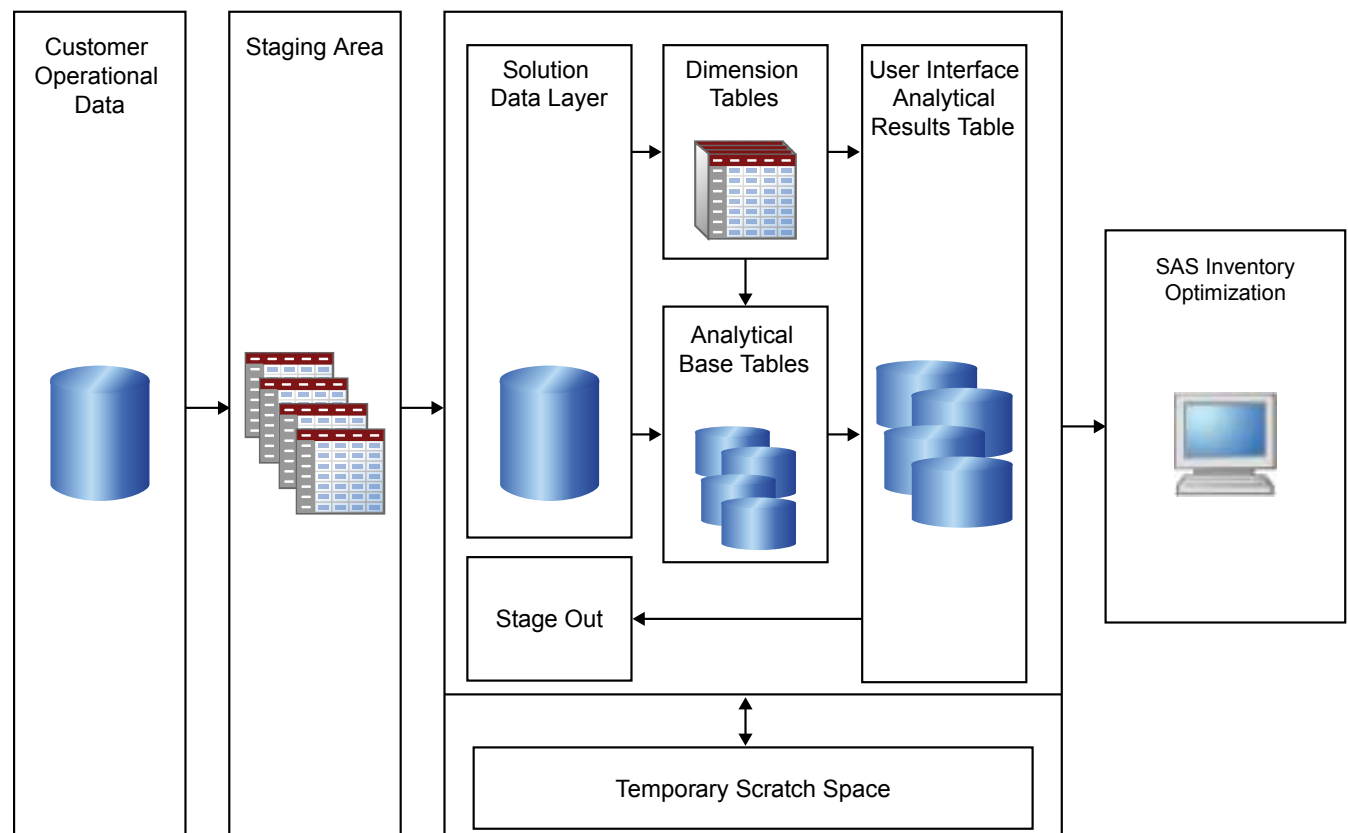 Customer
Operational
Data
Staging Area
Solution
Data Layer
Dimension
Tables
User Interface
Analytical
Results Table
Analytical
Base Tables
Stage Out
Temporary Scratch Space
SAS Inventory
Optimization